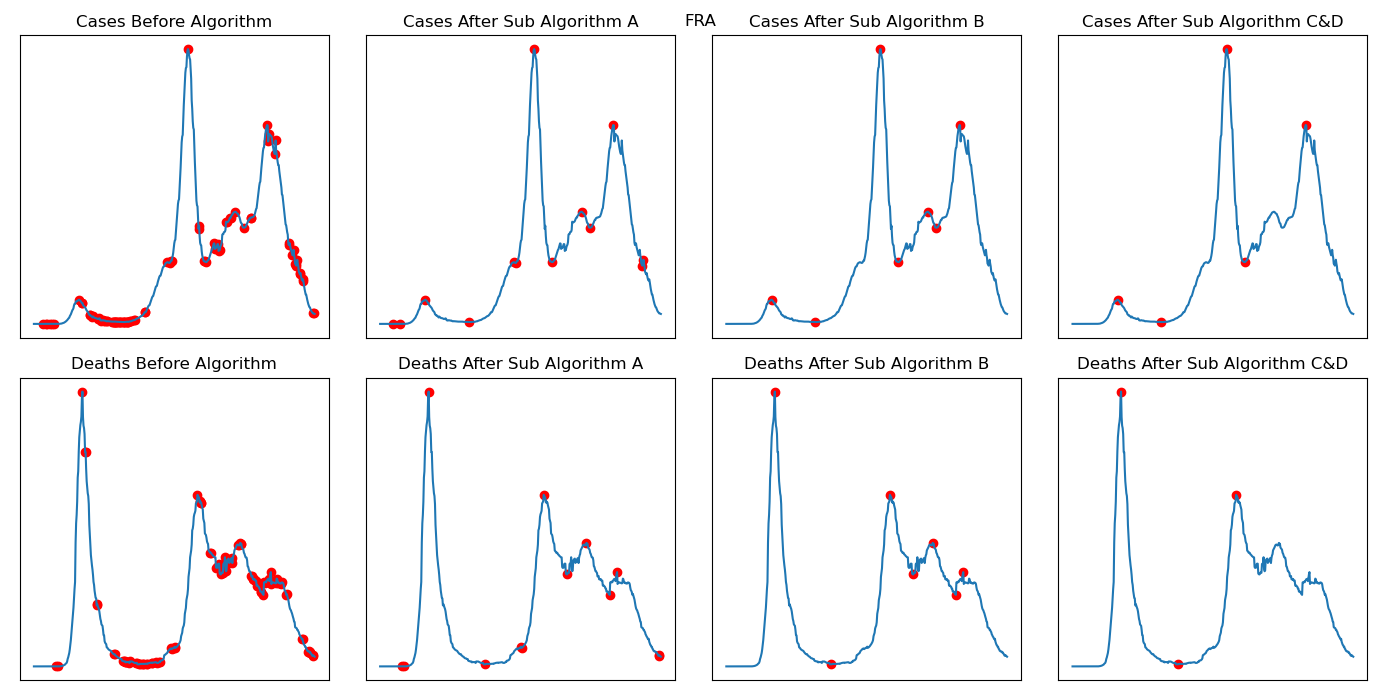 FRA
Cases Before Algorithm
Cases After Sub Algorithm A
Cases After Sub Algorithm B
Cases After Sub Algorithm C&D
Deaths Before Algorithm
Deaths After Sub Algorithm A
Deaths After Sub Algorithm B
Deaths After Sub Algorithm C&D